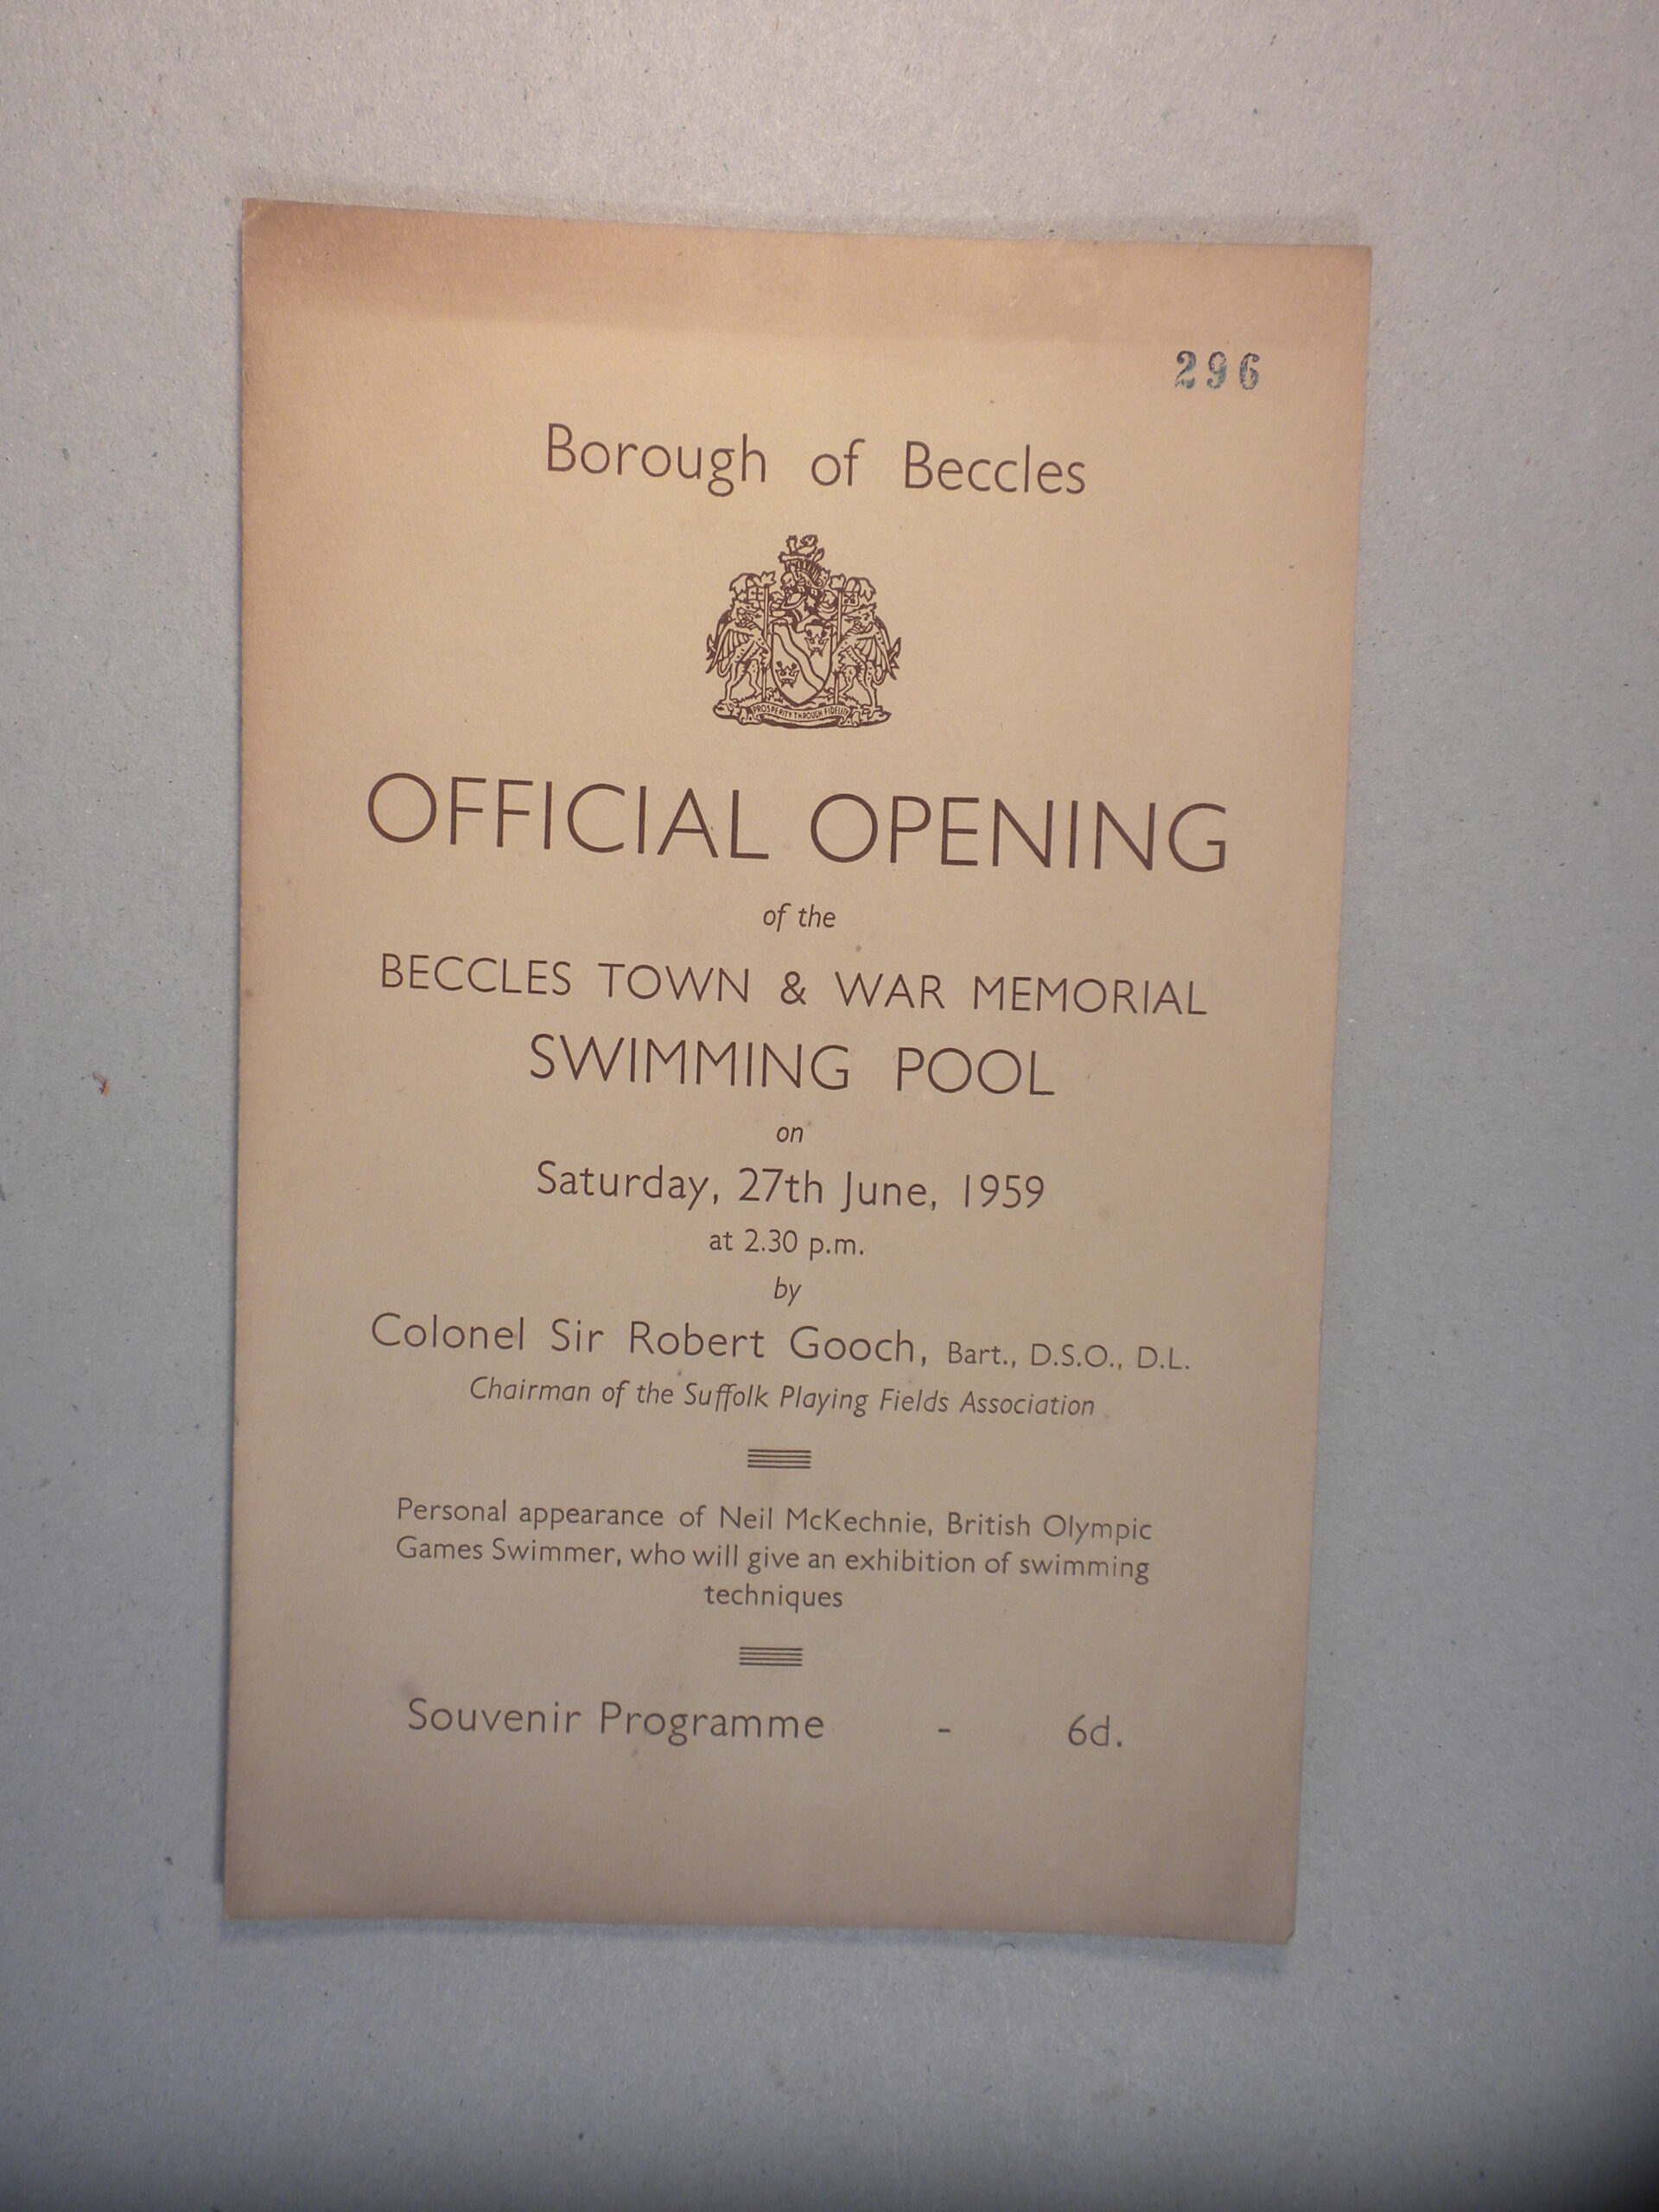 296
Borough of Beccles
PROSPERITY THROUGH FIDELITY
OFFICIAL OPENING
of the
BECCLES TOWN & WAR MEMORIAL
SWIMMING POOL
on
Saturday, 27th June, 1959
at 2.30 p.m.
by
Colonel Sir Robert Gooch, Bart., D.S.O., D.L.
Chairman of the Suffolk Playing Fields Association
Personal appearance of Neil McKechnie, British Olympic
Games Swimmer, who will give an exhibition of swimming
techniques
Souvenir Programme - 6d.